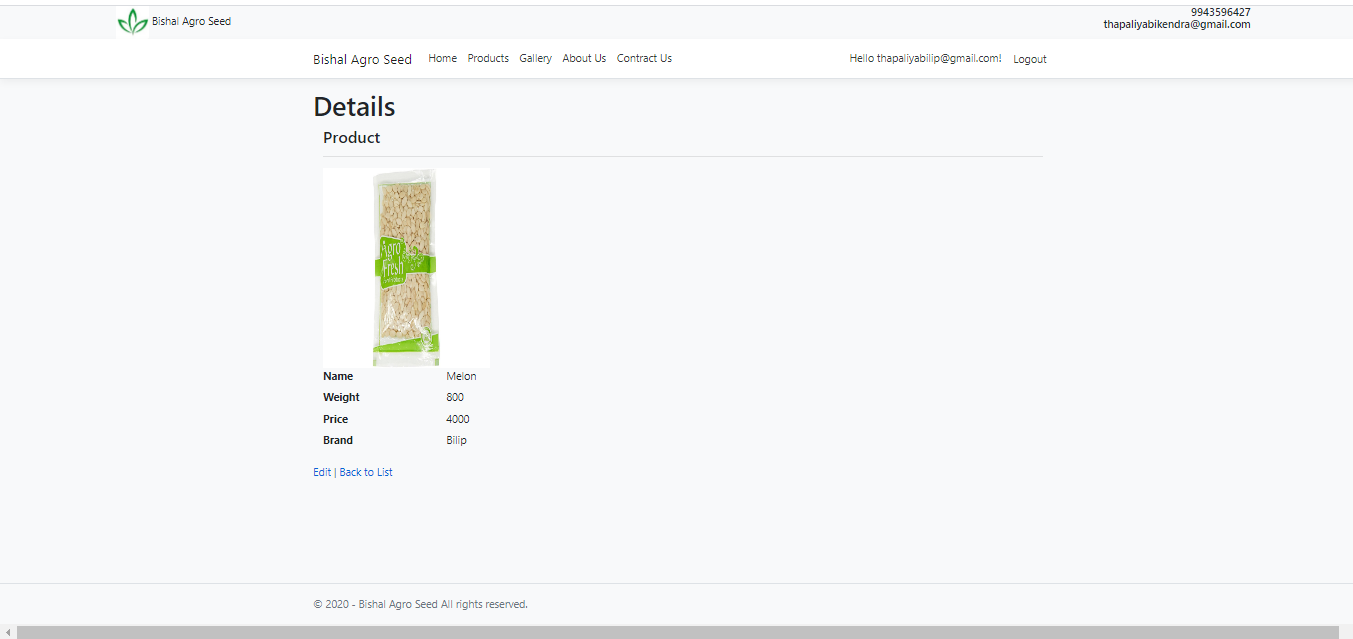 Bishal Agro Seed
9943596427
thapaliyabikendra@gmail.com
Bishal Agro Seed Home Products Gallery About Us Contract Us Hello thapaliyabilip@gmail.com! Logout
Details
Product
Agro
Fresh
Name Melon
Weight 800
Price 4000
Brand Bilip
Edit | Back to List
© 2020 - Bishal Agro Seed All rights reserved.